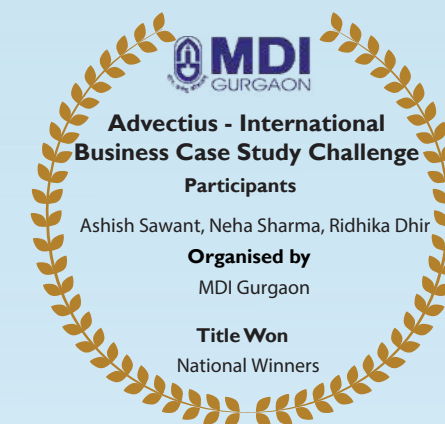 MDI
GURGAON
Advectius - International
Business Case Study Challenge
Participants
Ashish Sawant, Neha Sharma, Ridhika Dhir
Organised by
MDI Gurgaon
Title Won
National Winners